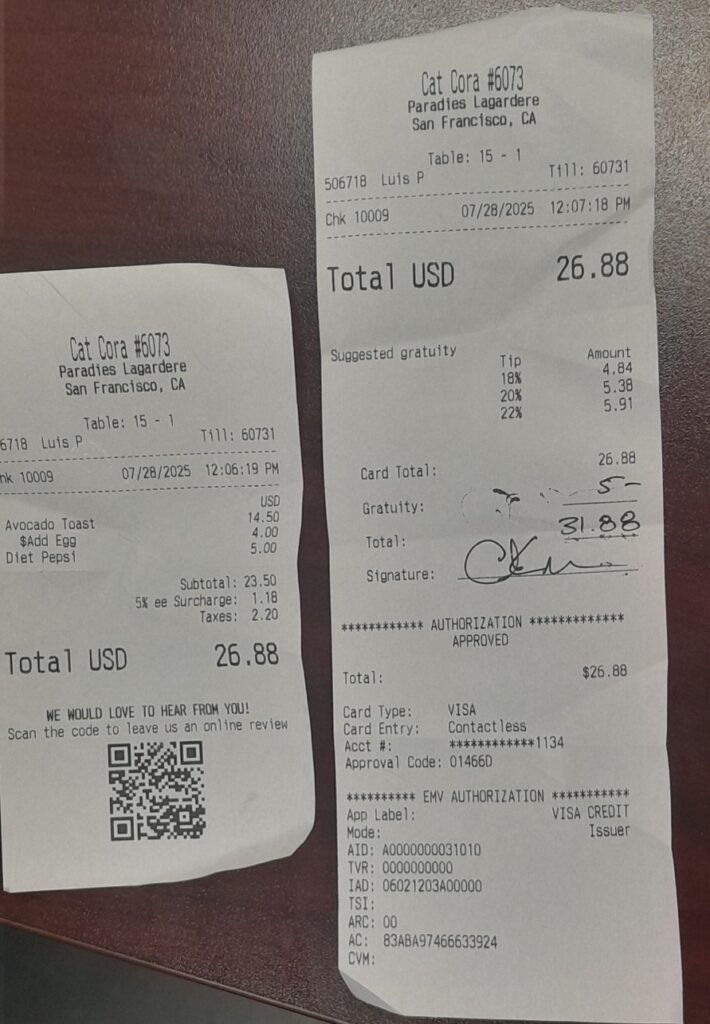 Cat Cora #6073
Paradies Lagardere
San Francisco, CA
Table: 15 - 1
6718 Luis P Till: 60731
hk 10009 07/28/2025 12:06:19 PM
USD
Avocado Toast 14.50
$Add Egg 4.00
Diet Pepsi 5.00
Subtotal: 23.50
5% ee Surcharge: 1.18
Taxes: 2.20
Total USD 26.88
WE WOULD LOVE TO HEAR FROM YOU!
Scan the code to leave us an online review
Cat Cora #6073
Paradies Lagardere
San Francisco, CA
Table: 15 - 1
506718 Luis P Till: 60731
Chk 10009 07/28/2025 12:07:18 PM
Total USD 26.88
Suggested gratuity
Tip Amount
18% 4.84
20% 5.38
22% 5.91
Card Total: 26.88
Gratuity: 5-
Total: 31.88
Signature:
************ AUTHORIZATION *************
APPROVED
Total: $26.88
Card Type: VISA
Card Entry: Contactless
Acct #: ************1134
Approval Code: 01466D
********** EMV AUTHORIZATION ***********
App Label: VISA CREDIT
Mode: Issuer
AID: A0000000031010
TVR: 0000000000
IAD: 06021203A00000
TSI:
ARC: 00
AC: 83ABA97466633924
CVM: